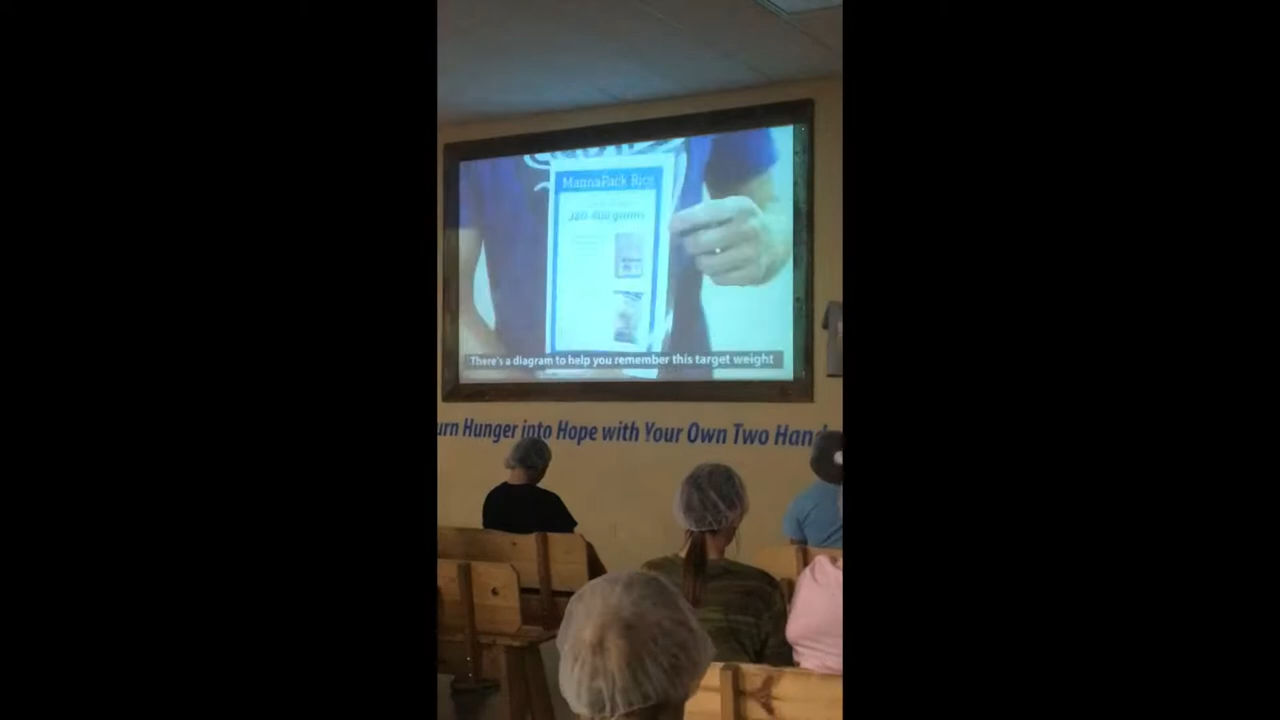 MannaPack Rice
There's a diagram to help you remember this target weight
urn Hunger into Hope with Your Own Two Hand